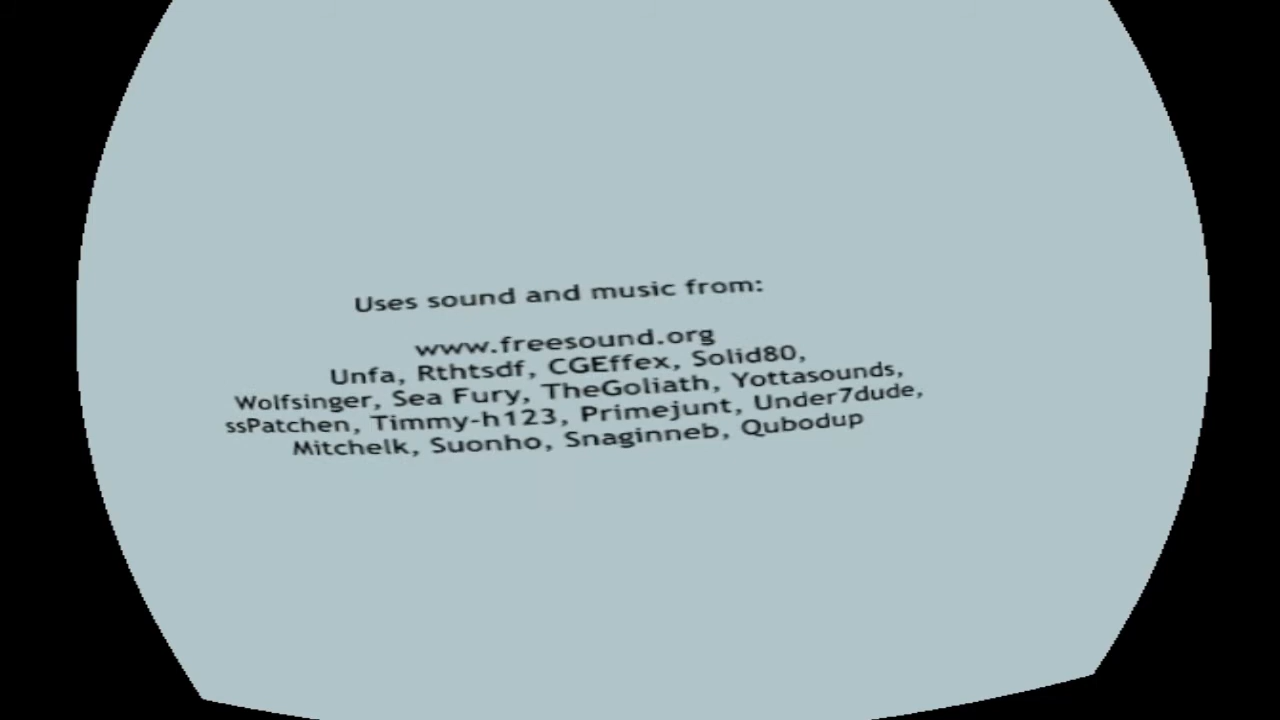 Uses sound and music from:
www.freesound.org
Unfa, Rthtsdf, CGEffex, Solid80,
Wolfsinger, Sea Fury, TheGoliath, Yottasounds,
ssPatchen, Timmy-h123, Primejunt, Under7dude,
Mitchelk, Suonho, Snaginneb, Qubodup